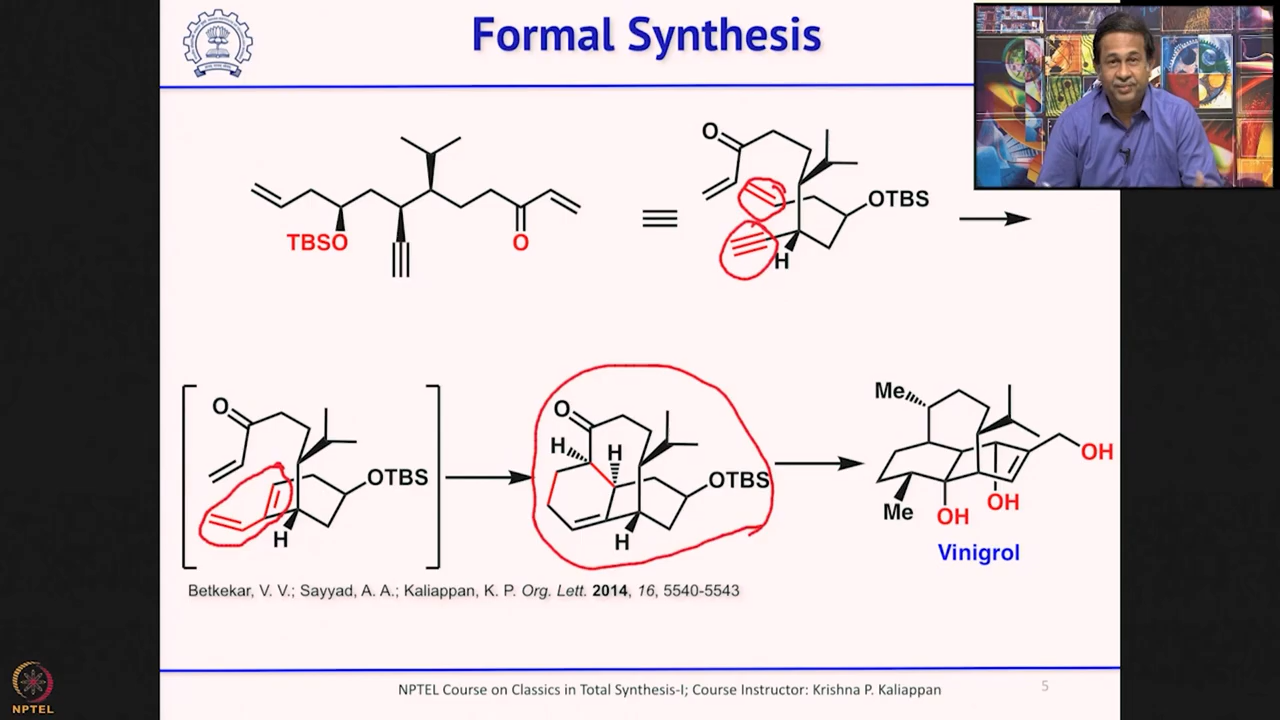 Formal Synthesis
TBSO
O
O
OTBS
H
O
OTBS
H
O
H
H
OTBS
H
Me
OH
Me
OH
OH
Vinigrol
Betkekar, V. V.; Sayyad, A. A.; Kaliappan, K. P. Org. Lett. 2014, 16, 5540-5543
NPTEL Course on Classics in Total Synthesis-I; Course Instructor: Krishna P. Kaliappan
5
NPTEL